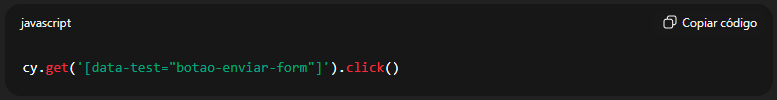 javascript
Copiar código
cy.get('[data-test="botao-enviar-form"]').click()